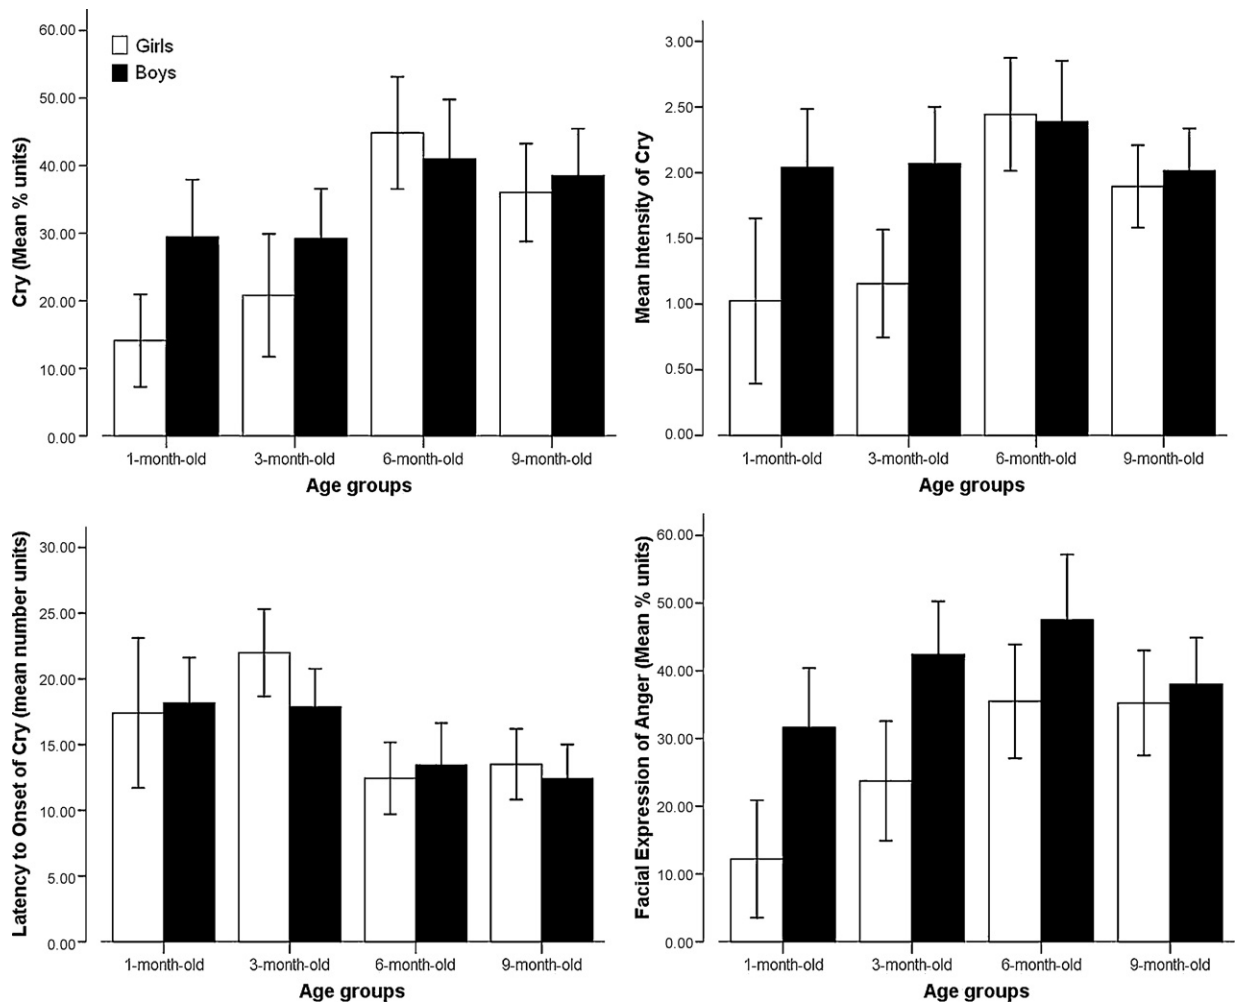 60.00
50.00
40.00
30.00
20.00
10.00
0.00
Cry (Mean % units)
Girls
Boys
1-month-old 3-month-old 6-month-old 9-month-old
Age groups
3.00
2.50
2.00
1.50
1.00
0.50
0.00
Mean Intensity of Cry
1-month-old 3-month-old 6-month-old 9-month-old
Age groups
30.00
25.00
20.00
15.00
10.00
5.00
0.00
Latency to Onset of Cry (mean number units)
1-month-old 3-month-old 6-month-old 9-month-old
Age groups
60.00
50.00
40.00
30.00
20.00
10.00
0.00
Facial Expression of Anger (Mean % units)
1-month-old 3-month-old 6-month-old 9-month-old
Age groups